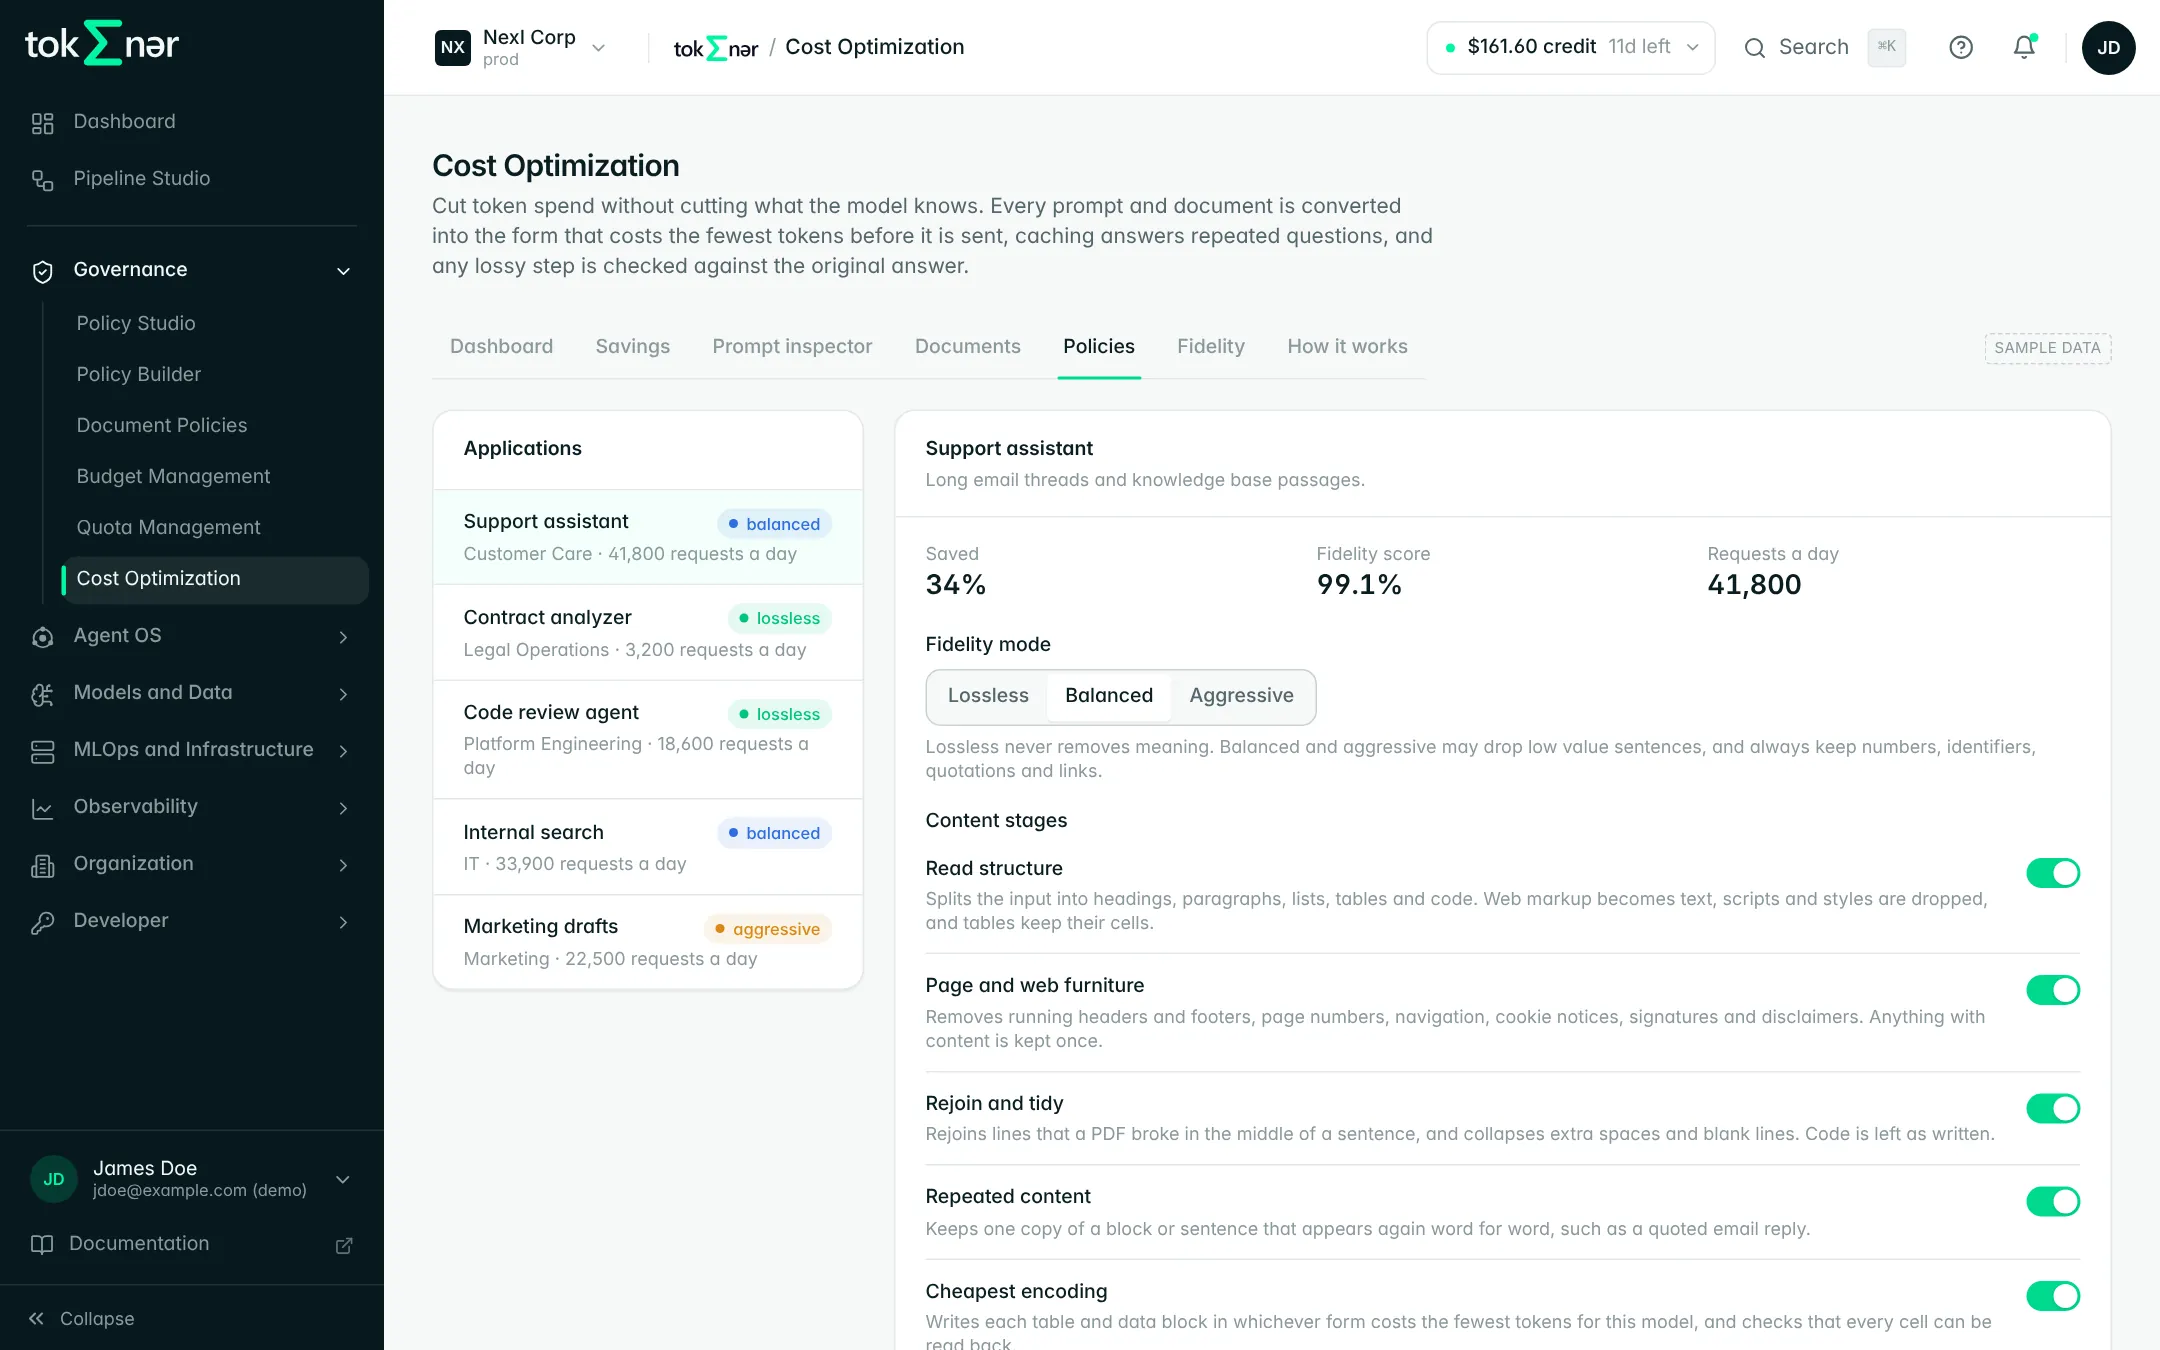 tokΣnər
Dashboard
Pipeline Studio
Governance
Policy Studio
Policy Builder
Document Policies
Budget Management
Quota Management
Cost Optimization
Agent OS
Models and Data
MLOps and Infrastructure
Observability
Organization
Developer
JD
James Doe
jdoe@example.com (demo)
Documentation
Collapse
NX
Nexl Corp
prod
tokΣnər / Cost Optimization
$161.60 credit 11d left
Search ⌘K
JD
Cost Optimization
Cut token spend without cutting what the model knows. Every prompt and document is converted
into the form that costs the fewest tokens before it is sent, caching answers repeated questions, and
any lossy step is checked against the original answer.
Dashboard Savings Prompt inspector Documents Policies Fidelity How it works
SAMPLE DATA
Applications
Support assistant balanced
Customer Care · 41,800 requests a day
Contract analyzer lossless
Legal Operations · 3,200 requests a day
Code review agent lossless
Platform Engineering · 18,600 requests a
day
Internal search balanced
IT · 33,900 requests a day
Marketing drafts aggressive
Marketing · 22,500 requests a day
Support assistant
Long email threads and knowledge base passages.
Saved Fidelity score Requests a day
34% 99.1% 41,800
Fidelity mode
Lossless Balanced Aggressive
Lossless never removes meaning. Balanced and aggressive may drop low value sentences, and always keep numbers, identifiers,
quotations and links.
Content stages
Read structure
Splits the input into headings, paragraphs, lists, tables and code. Web markup becomes text, scripts and styles are dropped,
and tables keep their cells.
Page and web furniture
Removes running headers and footers, page numbers, navigation, cookie notices, signatures and disclaimers. Anything with
content is kept once.
Rejoin and tidy
Rejoins lines that a PDF broke in the middle of a sentence, and collapses extra spaces and blank lines. Code is left as written.
Repeated content
Keeps one copy of a block or sentence that appears again word for word, such as a quoted email reply.
Cheapest encoding
Writes each table and data block in whichever form costs the fewest tokens for this model, and checks that every cell can be
read back.